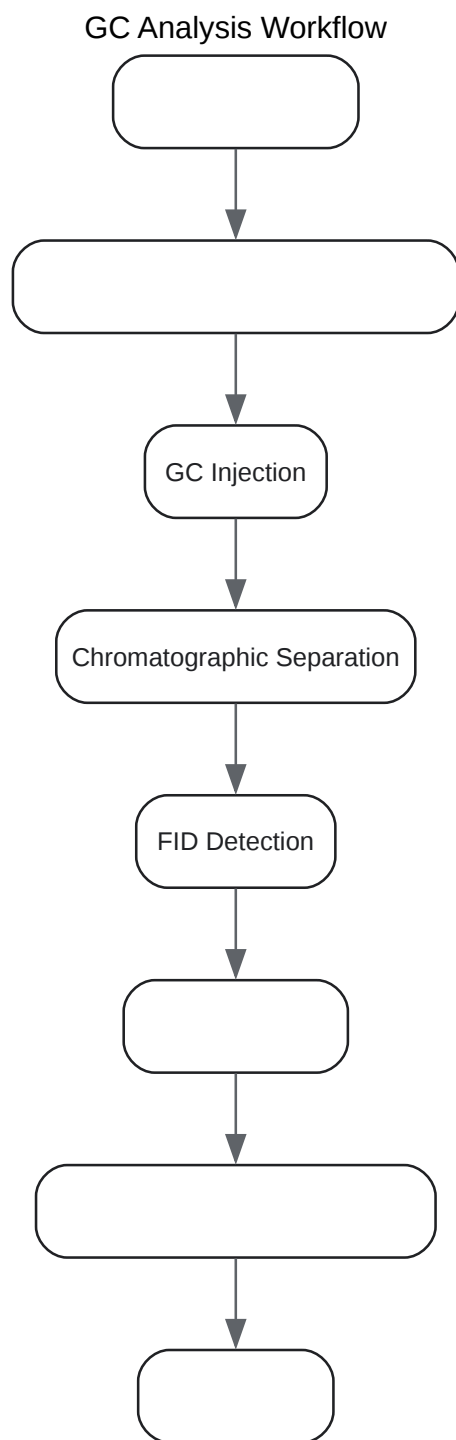 GC Analysis Workflow
GC Injection
Chromatographic Separation
FID Detection